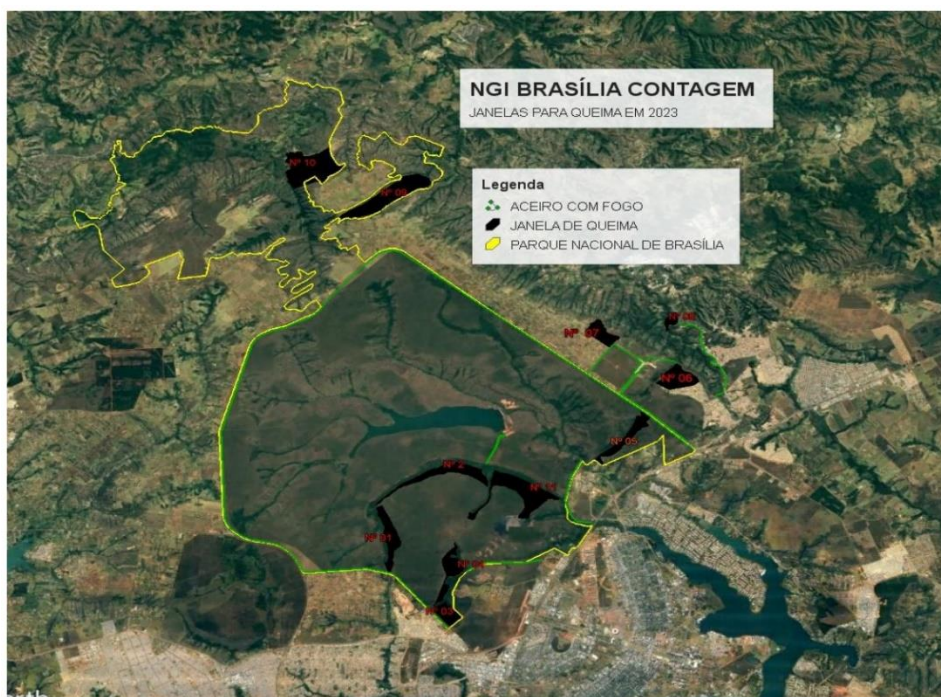 NGI BRASÍLIA CONTAGEM
JANELAS PARA QUEIMA EM 2023
Legenda
ACEIRO COM FOGO
JANELA DE QUEIMA
PARQUE NACIONAL DE BRASÍLIA
Nº 10
Nº 09
Nº 07
Nº 06
Nº 05
Nº 2
Nº 01
Nº 04
Nº 03